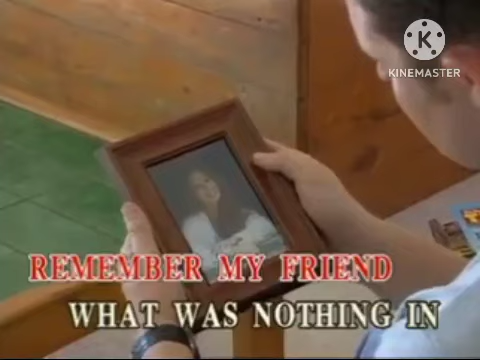 K
KINEMASTER
REMEMBER MY FRIEND
WHAT WAS NOTHING IN